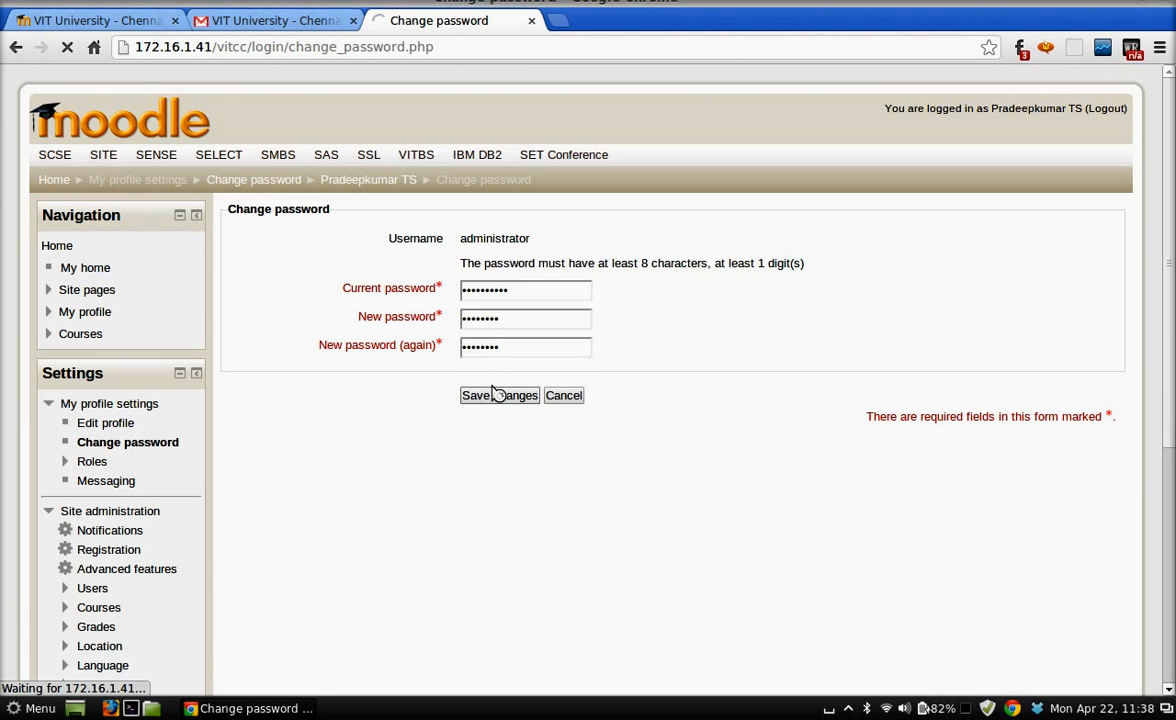 Change password - Google Chrome
VIT University - Chenna
VIT University - Chenna
Change password
172.16.1.41/vitcc/login/change_password.php
3
n/a
moodle
You are logged in as Pradeepkumar TS (Logout)
SCSE SITE SENSE SELECT SMBS SAS SSL VITBS IBM DB2 SET Conference
Home ► My profile settings ► Change password ► Pradeepkumar TS ► Change password
Navigation
Home
My home
Site pages
My profile
Courses
Settings
My profile settings
Edit profile
Change password
Roles
Messaging
Site administration
Notifications
Registration
Advanced features
Users
Courses
Grades
Location
Language
Change password
Username administrator
The password must have at least 8 characters, at least 1 digit(s)
Current password* ••••••••••
New password* ••••••••
New password (again)* ••••••••
Save changes Cancel
There are required fields in this form marked *.
Waiting for 172.16.1.41...
Menu
Change password ...
82%
Mon Apr 22, 11:38